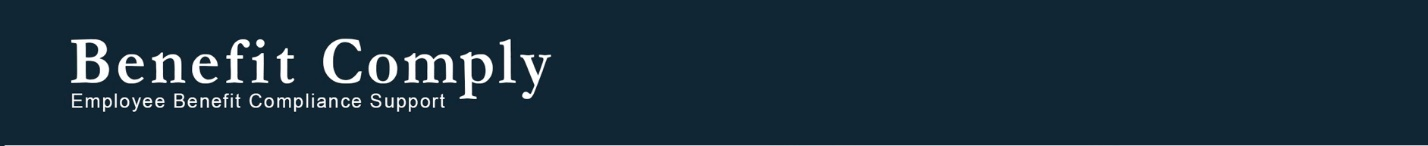 Benefit Comply
Employee Benefit Compliance Support